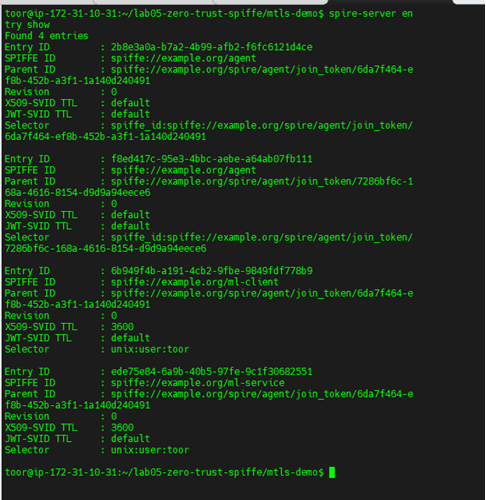 toor@ip-172-31-10-31:~/lab05-zero-trust-spiffe/mtls-demo$ spire-server en
try show
Found 4 entries
Entry ID : 2b8e3a0a-b7a2-4b99-afb2-f6fc6121d4ce
SPIFFE ID : spiffe://example.org/agent
Parent ID : spiffe://example.org/spire/agent/join_token/6da7f464-e
f8b-452b-a3f1-1a140d240491
Revision : 0
X509-SVID TTL : default
JWT-SVID TTL : default
Selector : spiffe_id:spiffe://example.org/spire/agent/join_token/
6da7f464-ef8b-452b-a3f1-1a140d240491
Entry ID : f8ed417c-95e3-4bbc-aebe-a64ab07fb111
SPIFFE ID : spiffe://example.org/agent
Parent ID : spiffe://example.org/spire/agent/join_token/7286bf6c-1
68a-4616-8154-d9d9a94eece6
Revision : 0
X509-SVID TTL : default
JWT-SVID TTL : default
Selector : spiffe_id:spiffe://example.org/spire/agent/join_token/
7286bf6c-168a-4616-8154-d9d9a94eece6
Entry ID : 6b949f4b-a191-4cb2-9fbe-9849fdf778b9
SPIFFE ID : spiffe://example.org/ml-client
Parent ID : spiffe://example.org/spire/agent/join_token/6da7f464-e
f8b-452b-a3f1-1a140d240491
Revision : 0
X509-SVID TTL : 3600
JWT-SVID TTL : default
Selector : unix:user:toor
Entry ID : ede75e84-6a9b-40b5-97fe-9c1f30682551
SPIFFE ID : spiffe://example.org/ml-service
Parent ID : spiffe://example.org/spire/agent/join_token/6da7f464-e
f8b-452b-a3f1-1a140d240491
Revision : 0
X509-SVID TTL : 3600
JWT-SVID TTL : default
Selector : unix:user:toor
toor@ip-172-31-10-31:~/lab05-zero-trust-spiffe/mtls-demo$